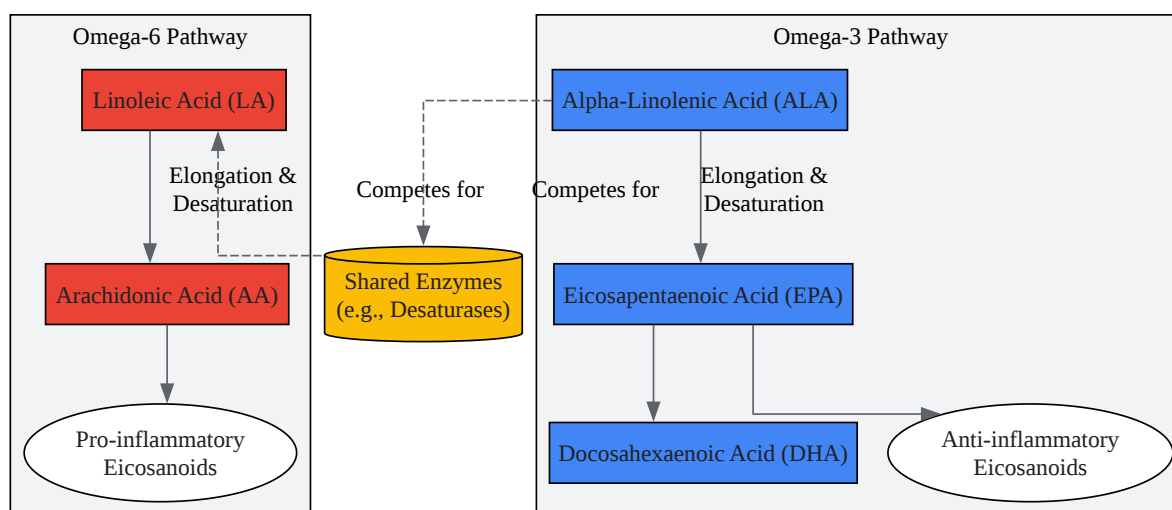 Omega-6 Pathway
Omega-3 Pathway
Linoleic Acid (LA)
Alpha-Linolenic Acid (ALA)
Elongation &
Desaturation
Competes for
Competes for
Elongation &
Desaturation
Arachidonic Acid (AA)
Shared Enzymes
(e.g., Desaturases)
Eicosapentaenoic Acid (EPA)
Pro-inflammatory
Eicosanoids
Docosahexaenoic Acid (DHA)
Anti-inflammatory
Eicosanoids